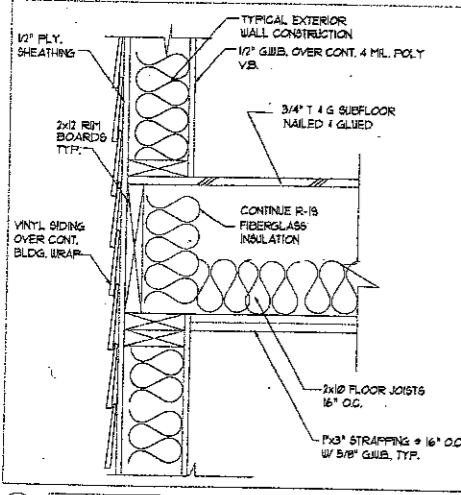 1/2" PLY.
SHEATHING
TYPICAL EXTERIOR
WALL CONSTRUCTION
1/2" G.W.B. OVER CONT. 4 MIL. POLY
V.B.
3/4" T & G SUBFLOOR
NAILED & GLUED
2x12 RIM
BOARDS
TYP.
CONTINUE R-19
FIBERGLASS
INSULATION
VINYL SIDING
OVER CONT.
BLDG. WRAP
2x10 FLOOR JOISTS
16" O.C.
1"x3" STRAPPING @ 16" O.C.
W/ 5/8" G.W.B., TYP.